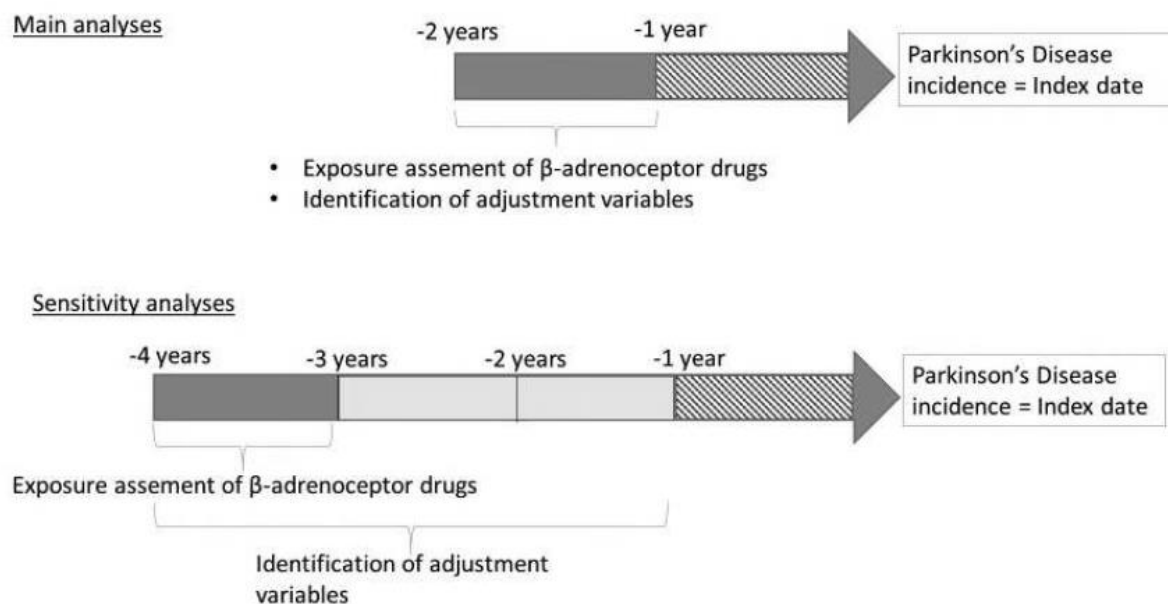 Main analyses
-2 years
-1 year
Parkinson's Disease
incidence = Index date
• Exposure assement of β-adrenoceptor drugs
• Identification of adjustment variables
Sensitivity analyses
-4 years
-3 years
-2 years
-1 year
Parkinson's Disease
incidence = Index date
Exposure assement of β-adrenoceptor drugs
Identification of adjustment
variables